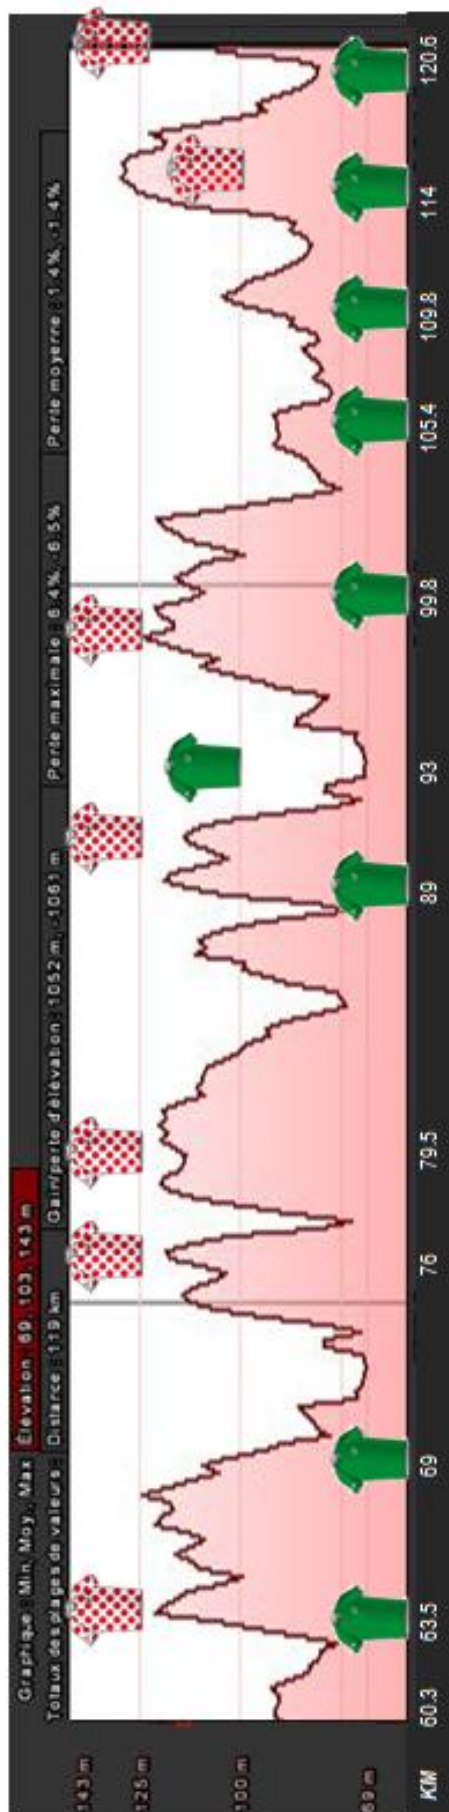 Graphique : Min, Moy., Max Élévation : 69, 103, 143 m
Totaux des plages de valeurs : Distance : 119 km Gain/perte d'élévation : 1052 m, -1061 m Perte maximale : 6.4%, -6.5% Perte moyenne : 1.4%, -1.4%
143 m
125 m
100 m
69 m
KM 60.3 63.5 69 76 79.5 89 93 99.8 105.4 109.8 114 120.6